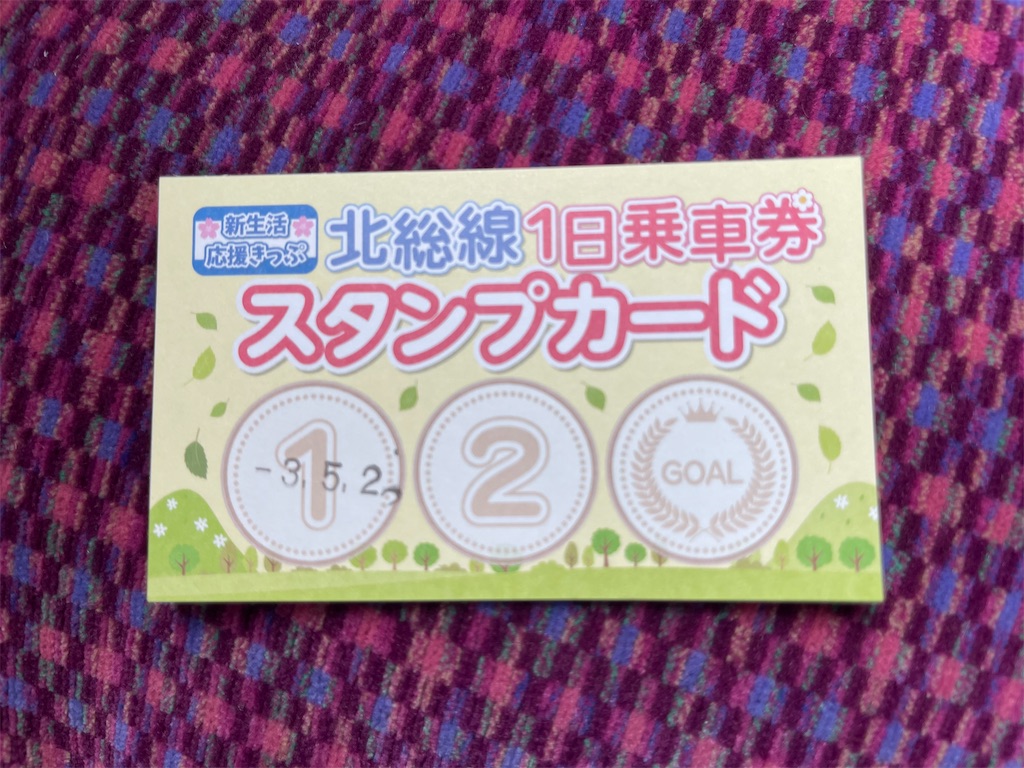 新生活
応援きっぷ
北総線1日乗車券
スタンプカード
1
-3.5.2
2
GOAL